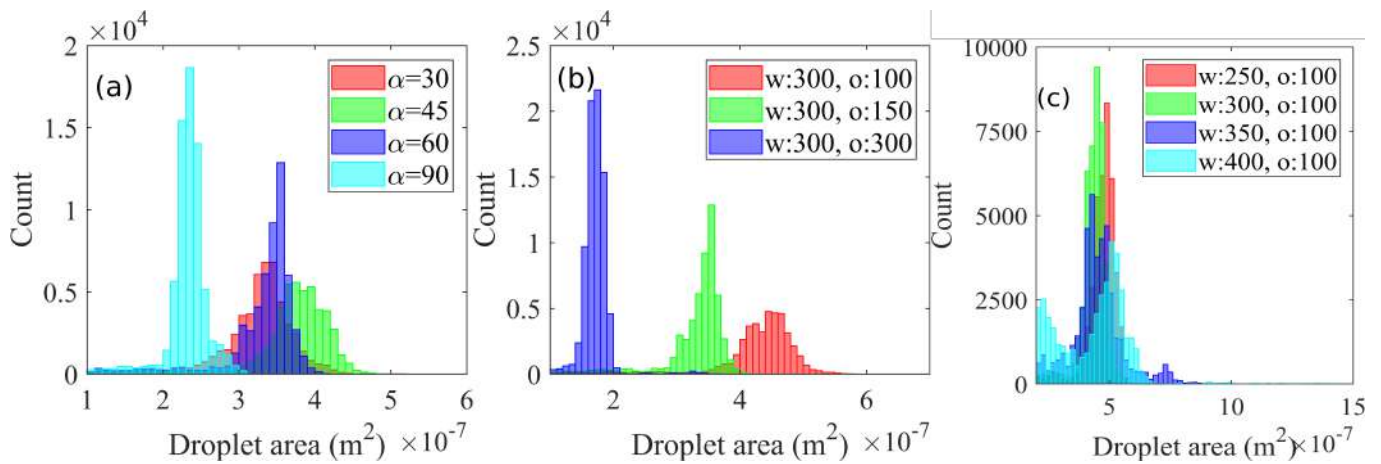 ×10⁴
2
1.5
1
0.5
0
Count
(a)
α=30
α=45
α=60
α=90
1 2 3 4 5 6
Droplet area (m²) ×10⁻⁷
×10⁴
2.5
2
1.5
1
0.5
0
Count
(b)
w:300, o:100
w:300, o:150
w:300, o:300
2 4 6
Droplet area (m²) ×10⁻⁷
10000
7500
5000
2500
0
Count
(c)
w:250, o:100
w:300, o:100
w:350, o:100
w:400, o:100
5 10 15
Droplet area (m²) ×10⁻⁷